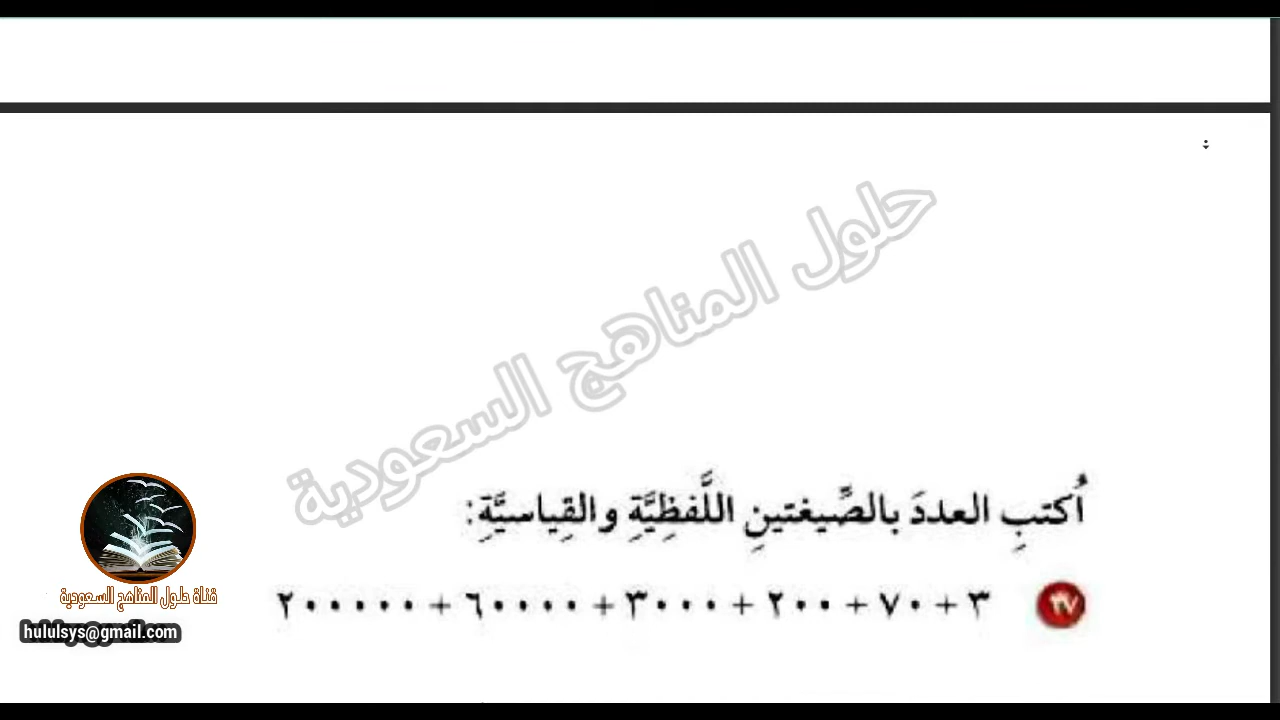 :
حلول المناهج السعودية
أُكتبِ العددَ بالصِّيغتينِ اللَّفظِيَّةِ والقِياسيَّةِ:
٢٧ ٣ + ٧٠ + ٢٠٠ + ٣٠٠٠ + ٦٠٠٠٠ + ٢٠٠٠٠٠
قناة حلول المناهج السعودية
hululsys@gmail.com